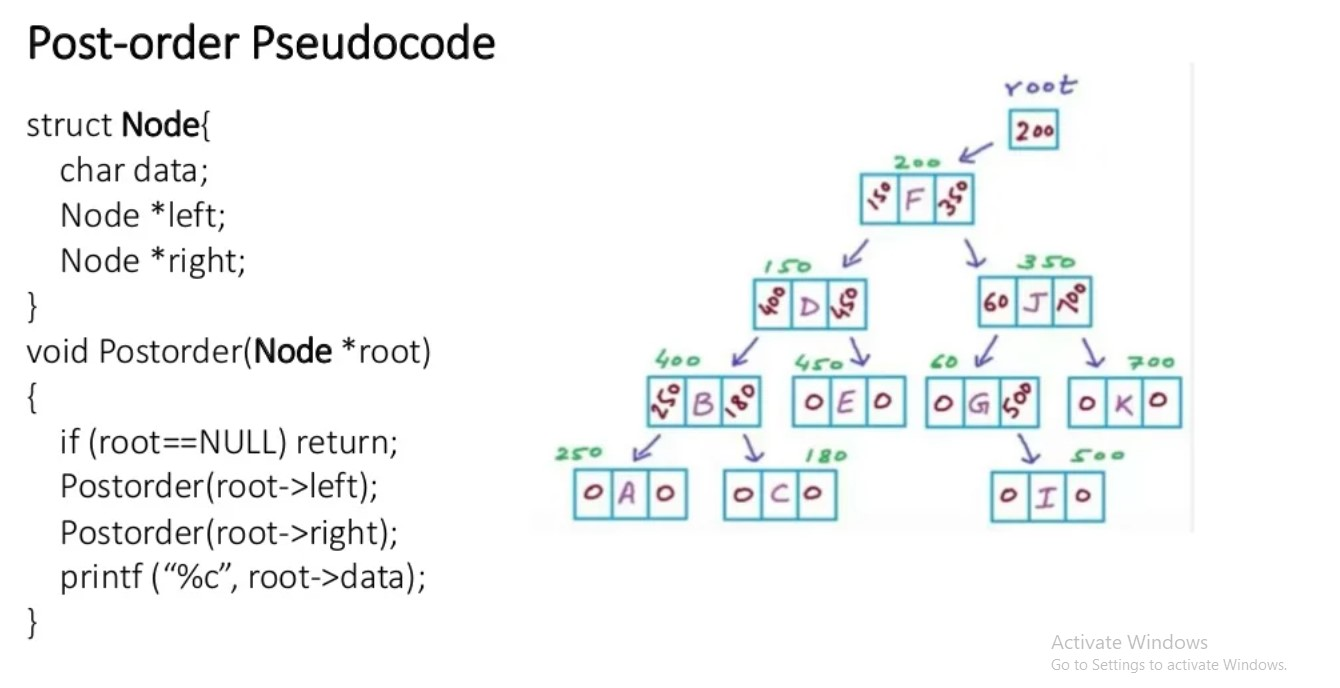 Post-order Pseudocode
struct Node{
char data;
Node *left;
Node *right;
}
void Postorder(Node *root)
{
if (root==NULL) return;
Postorder(root->left);
Postorder(root->right);
printf (“%c”, root->data);
}
root
200
200
150 F 350
150
350
400 D 450
60 J 700
400
450
60
700
250 B 180
0 E 0
0 G 500
0 K 0
250
180
500
0 A 0
0 C 0
0 I 0
Activate Windows
Go to Settings to activate Windows.